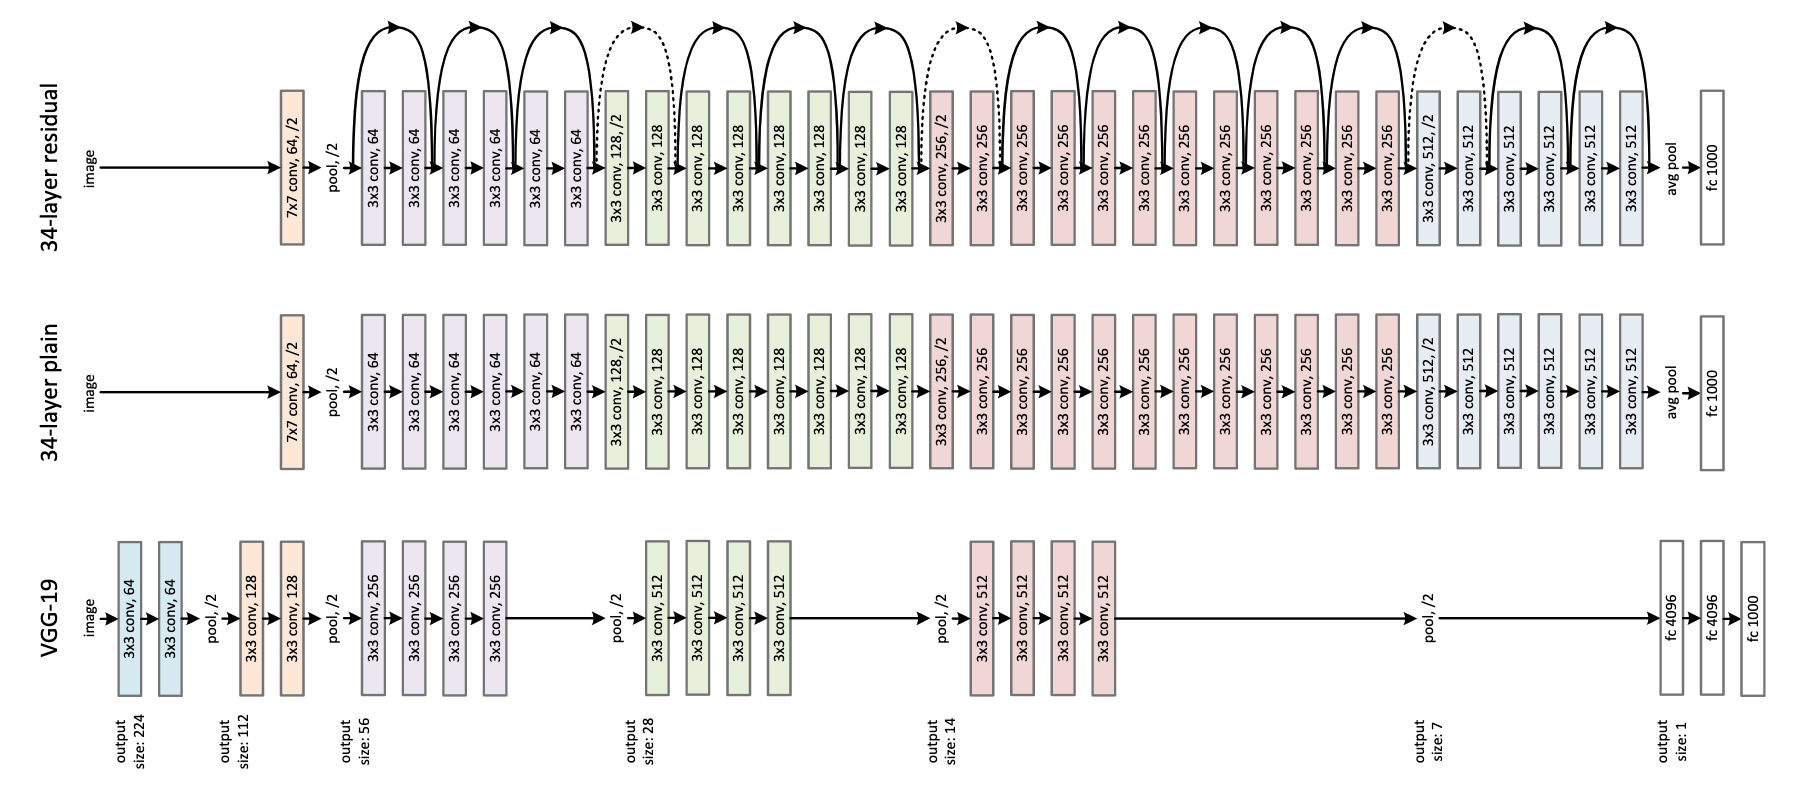 34-layer residual
image
7x7 conv, 64, /2
pool, /2
3x3 conv, 64
3x3 conv, 64
3x3 conv, 64
3x3 conv, 64
3x3 conv, 64
3x3 conv, 64
3x3 conv, 128, /2
3x3 conv, 128
3x3 conv, 128
3x3 conv, 128
3x3 conv, 128
3x3 conv, 128
3x3 conv, 128
3x3 conv, 128
3x3 conv, 256, /2
3x3 conv, 256
3x3 conv, 256
3x3 conv, 256
3x3 conv, 256
3x3 conv, 256
3x3 conv, 256
3x3 conv, 256
3x3 conv, 256
3x3 conv, 256
3x3 conv, 256
3x3 conv, 256
3x3 conv, 512, /2
3x3 conv, 512
3x3 conv, 512
3x3 conv, 512
3x3 conv, 512
3x3 conv, 512
avg pool
fc 1000
34-layer plain
image
7x7 conv, 64, /2
pool, /2
3x3 conv, 64
3x3 conv, 64
3x3 conv, 64
3x3 conv, 64
3x3 conv, 64
3x3 conv, 64
3x3 conv, 128, /2
3x3 conv, 128
3x3 conv, 128
3x3 conv, 128
3x3 conv, 128
3x3 conv, 128
3x3 conv, 128
3x3 conv, 128
3x3 conv, 256, /2
3x3 conv, 256
3x3 conv, 256
3x3 conv, 256
3x3 conv, 256
3x3 conv, 256
3x3 conv, 256
3x3 conv, 256
3x3 conv, 256
3x3 conv, 256
3x3 conv, 256
3x3 conv, 256
3x3 conv, 512, /2
3x3 conv, 512
3x3 conv, 512
3x3 conv, 512
3x3 conv, 512
3x3 conv, 512
avg pool
fc 1000
VGG-19
image
3x3 conv, 64
3x3 conv, 64
pool, /2
3x3 conv, 128
3x3 conv, 128
pool, /2
3x3 conv, 256
3x3 conv, 256
3x3 conv, 256
3x3 conv, 256
pool, /2
3x3 conv, 512
3x3 conv, 512
3x3 conv, 512
3x3 conv, 512
pool, /2
3x3 conv, 512
3x3 conv, 512
3x3 conv, 512
3x3 conv, 512
pool, /2
fc 4096
fc 4096
fc 1000
output
size: 224
output
size: 112
output
size: 56
output
size: 28
output
size: 14
output
size: 7
output
size: 1